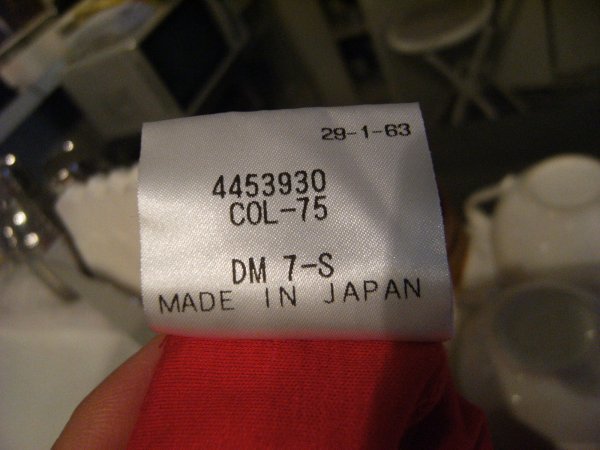 29-1-63
4453930
COL-75
DM 7-S
MADE IN JAPAN